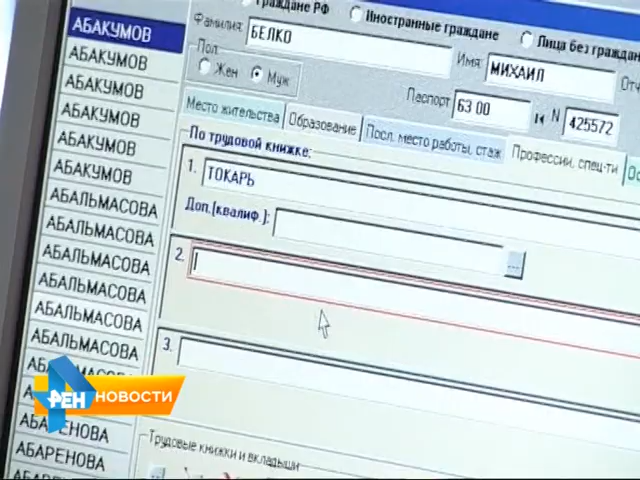 Граждане РФ
Иностранные граждане
Лица без граждан
Фамилия:
БЕЛКО
Имя:
МИХАИЛ
Отч
Пол
Жен
Муж
Паспорт
63 00
N
425572
Место жительства
Образование
Посл. место работы, стаж
Профессии, спец-ти
По трудовой книжке:
1.
ТОКАРЬ
Доп.(квалиф.):
...
2.
3.
Трудовые книжки и вкладыши
АБАКУМОВ
АБАКУМОВ
АБАКУМОВ
АБАКУМОВ
АБАКУМОВ
АБАКУМОВ
АБАЛЬМАСОВА
АБАЛЬМАСОВА
АБАЛЬМАСОВА
АБАЛЬМАСОВА
АБАЛЬМАСОВА
АБАЛЬМАСОВА
АБАРЕНОВА
РЕН НОВОСТИ